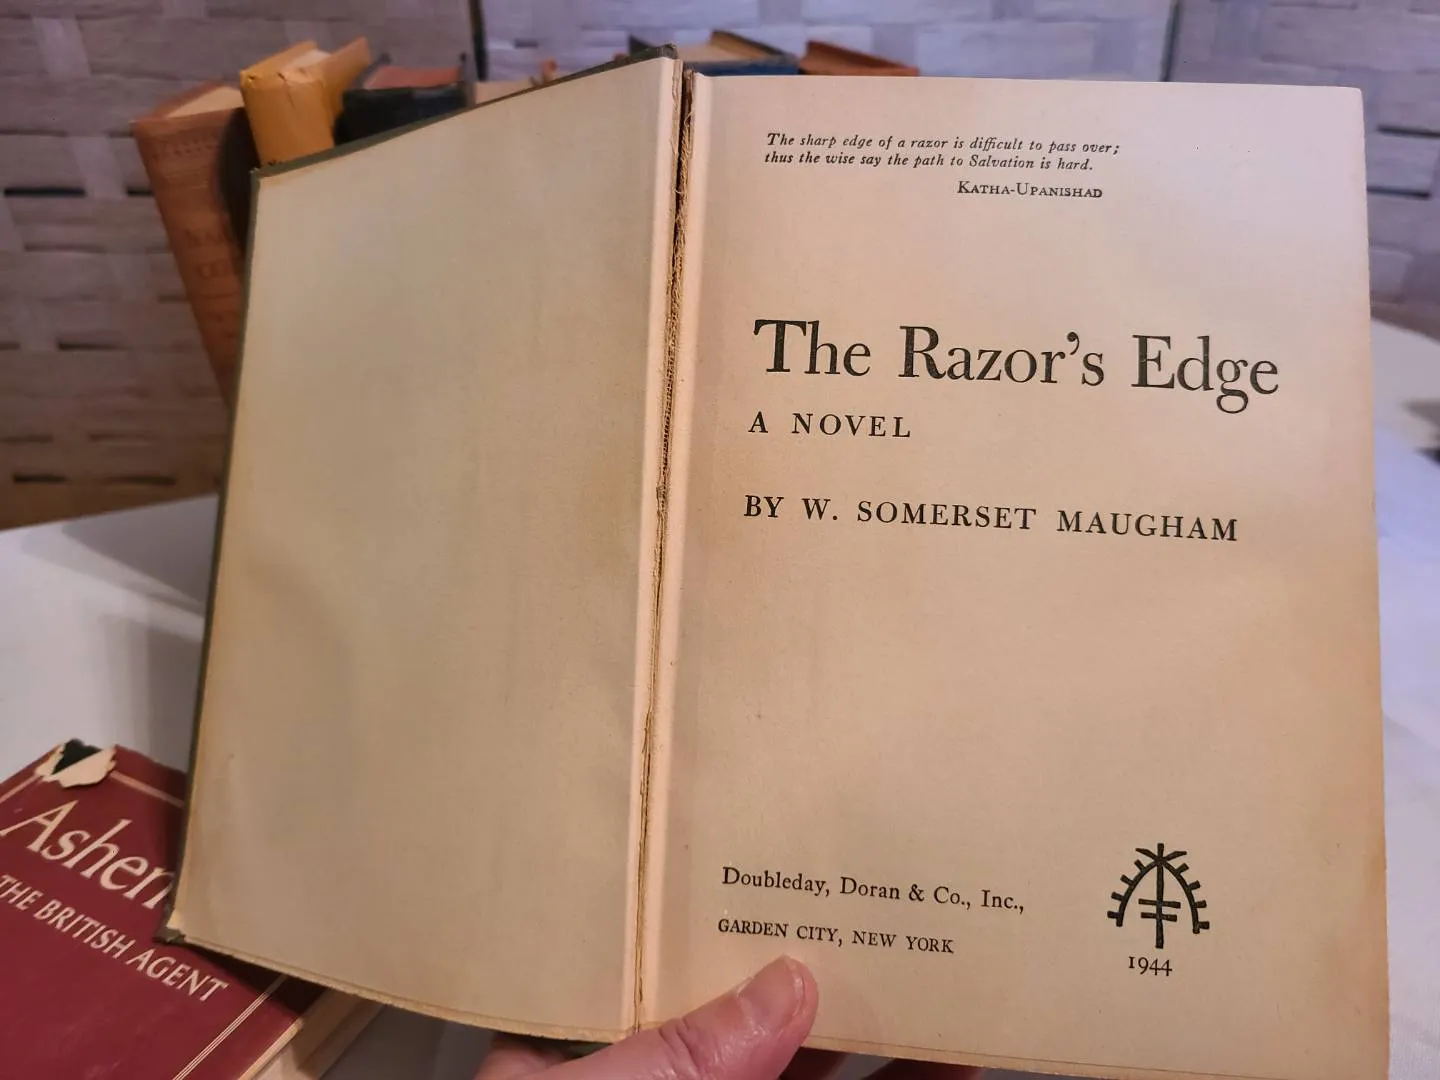 The sharp edge of a razor is difficult to pass over;
thus the wise say the path to Salvation is hard.
KATHA-UPANISHAD
The Razor's Edge
A NOVEL
BY W. SOMERSET MAUGHAM
Doubleday, Doran & Co., Inc.,
GARDEN CITY, NEW YORK
1944
Ashen
THE BRITISH AGENT